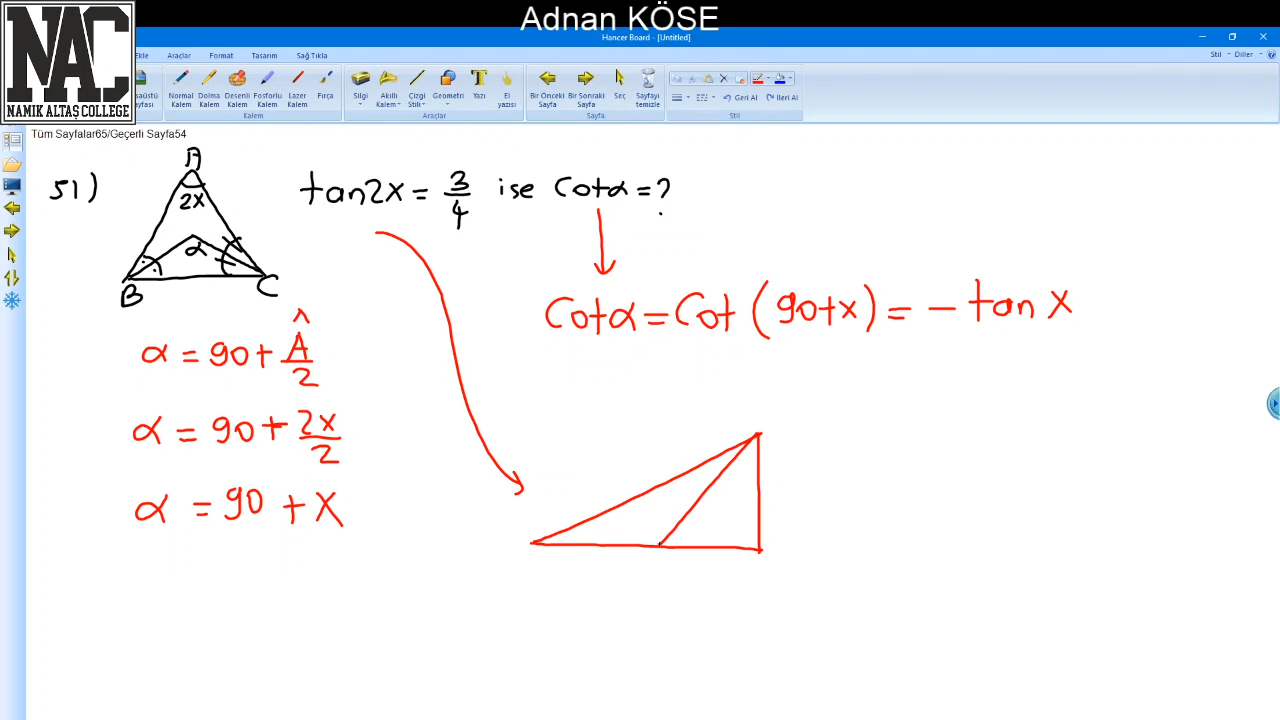 Adnan KÖSE
NAC
NAMIK ALTAŞ COLLEGE
Hancer Board - [Untitled]
Ekle Araçlar Format Tasarım Sağ Tıkla
Stil Diller
Normal Kalem
Dolma Kalem
Desenli Kalem
Fosforlu Kalem
Lazer Kalem
Fırça
Silgi
Akıllı Kalem
Çizgi Stili
Geometri
Yazı
El yazısı
Bir Önceki Sayfa
Bir Sonraki Sayfa
Seç
Sayfayı temizle
Geri Al
İleri Al
Kalem Araçlar Sayfa Stil
Tüm Sayfalar65/Geçerli Sayfa54
51) tan2x = 3/4 ise Cotα = ?
A
2x
α
B C
Cotα = Cot (90+x) = - tan x
α = 90 + Â/2
α = 90 + 2x/2
α = 90 + x